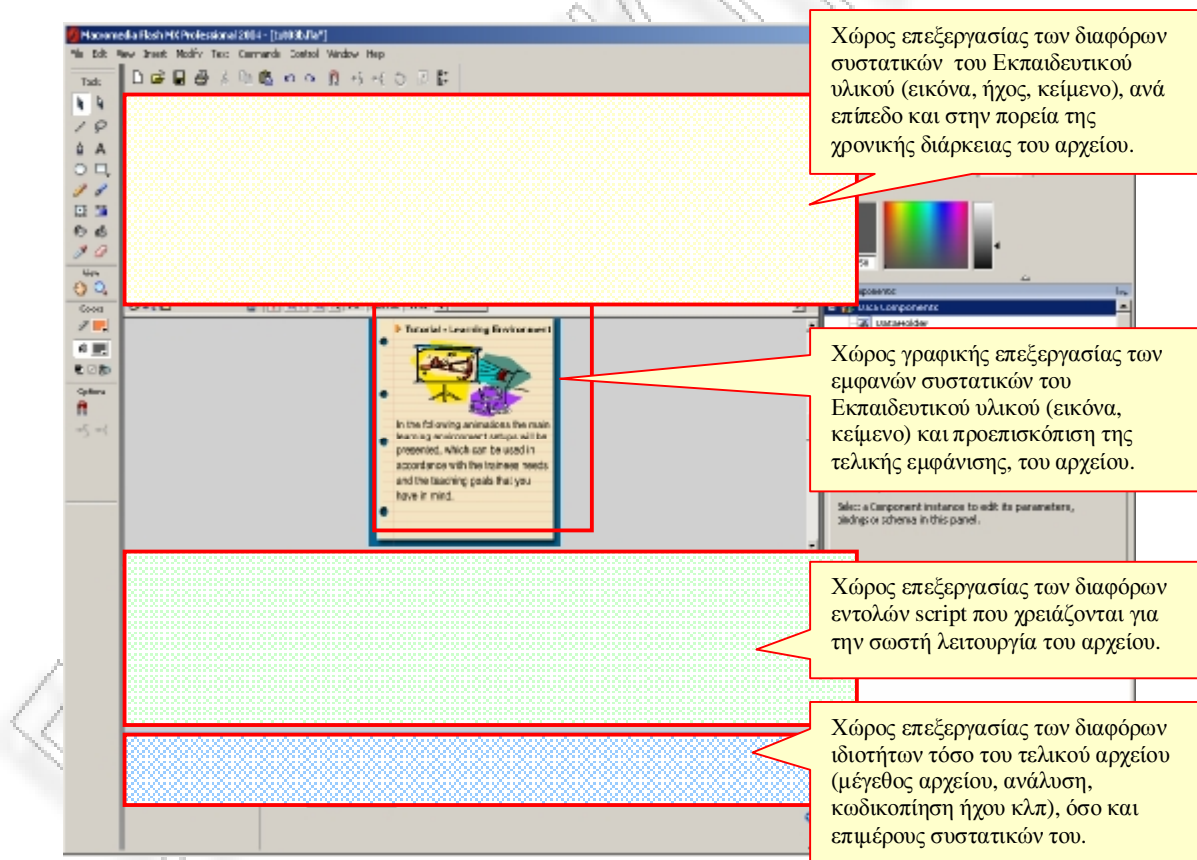 Macromedia Flash MX Professional 2004 - [tut03b.fla*]
File Edit View Insert Modify Text Commands Control Window Help
Tools
View
Colors
Options
Χώρος επεξεργασίας των διαφόρων
συστατικών του Εκπαιδευτικού
υλικού (εικόνα, ήχος, κείμενο), ανά
επίπεδο και στην πορεία της
χρονικής διάρκειας του αρχείου.
Data Components
DataHolder
Tutorial - Learning Environment
In the following animations the main
learning environment setups will be
presented, which can be used in
accordance with the trainees needs
and the teaching goals that you
have in mind.
Χώρος γραφικής επεξεργασίας των
εμφανών συστατικών του
Εκπαιδευτικού υλικού (εικόνα,
κείμενο) και προεπισκόπιση της
τελικής εμφάνισης, του αρχείου.
Select a Component instance to edit its parameters,
bindings or schema in this panel.
Χώρος επεξεργασίας των διαφόρων
εντολών script που χρειάζονται για
την σωστή λειτουργία του αρχείου.
Χώρος επεξεργασίας των διαφόρων
ιδιοτήτων τόσο του τελικού αρχείου
(μέγεθος αρχείου, ανάλυση,
κωδικοπίηση ήχου κλπ), όσο και
επιμέρους συστατικών του.